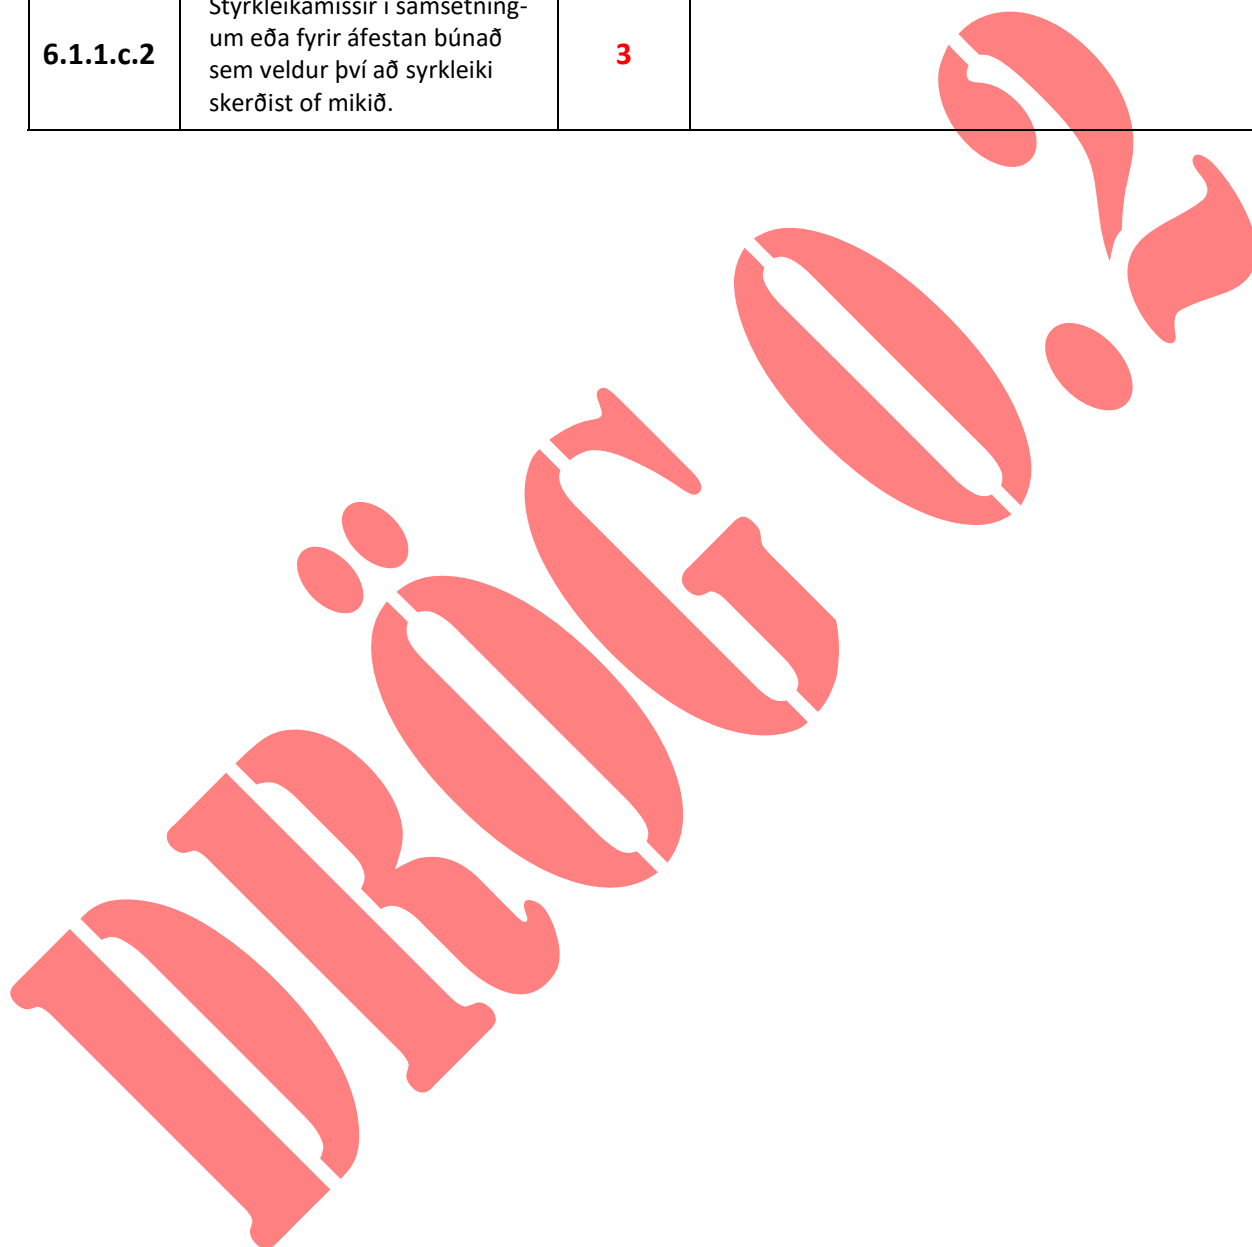 Styrkleikamissir í samsetning-
um eða fyrir áfestan búnað
6.1.1.c.2 3
sem veldur því að syrkleiki
skerðist of mikið.
DRÖG 0.2